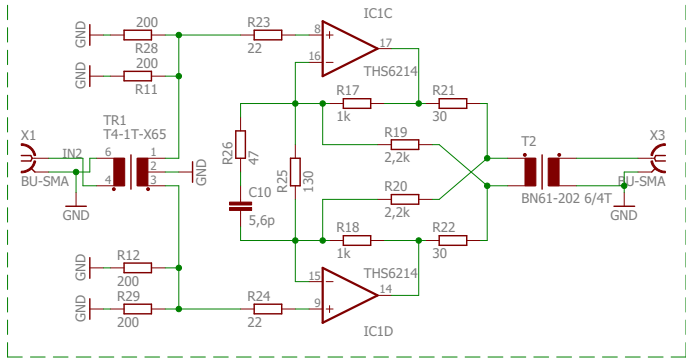 IC1C
200
GND
R28
R23
22
8
16
17
THS6214
200
GND
R11
R17
1k
R21
30
X1
IN2
BU-SMA
GND
TR1
T4-1T-X65
6
4
1
2
3
GND
R26
47
C10
5,6p
R25
130
R19
2,2k
R20
2,2k
T2
BN61-202 6/4T
X3
BU-SMA
GND
R18
1k
R22
30
GND
R12
200
GND
R29
200
R24
22
15
9
14
THS6214
IC1D